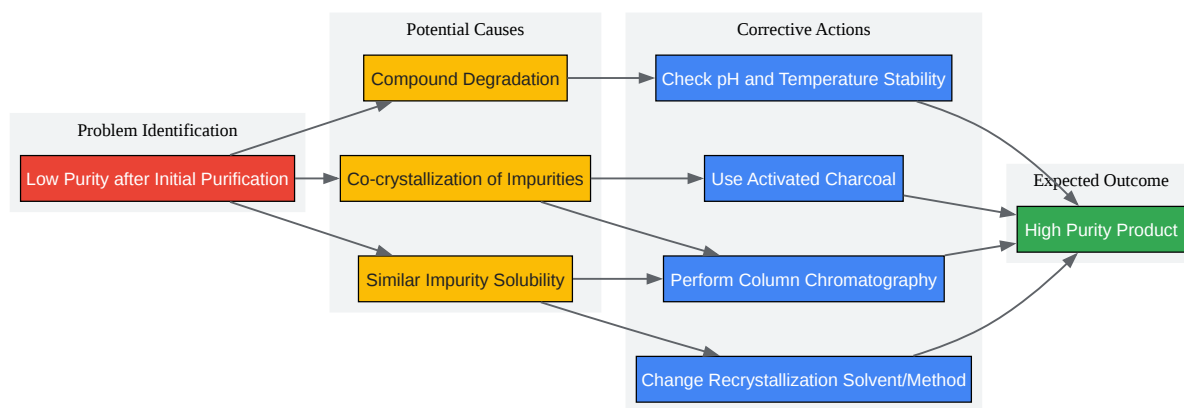 Potential Causes
Corrective Actions
Compound Degradation
Check pH and Temperature Stability
Problem Identification
Low Purity after Initial Purification
Co-crystallization of Impurities
Use Activated Charcoal
Expected Outcome
High Purity Product
Similar Impurity Solubility
Perform Column Chromatography
Change Recrystallization Solvent/Method